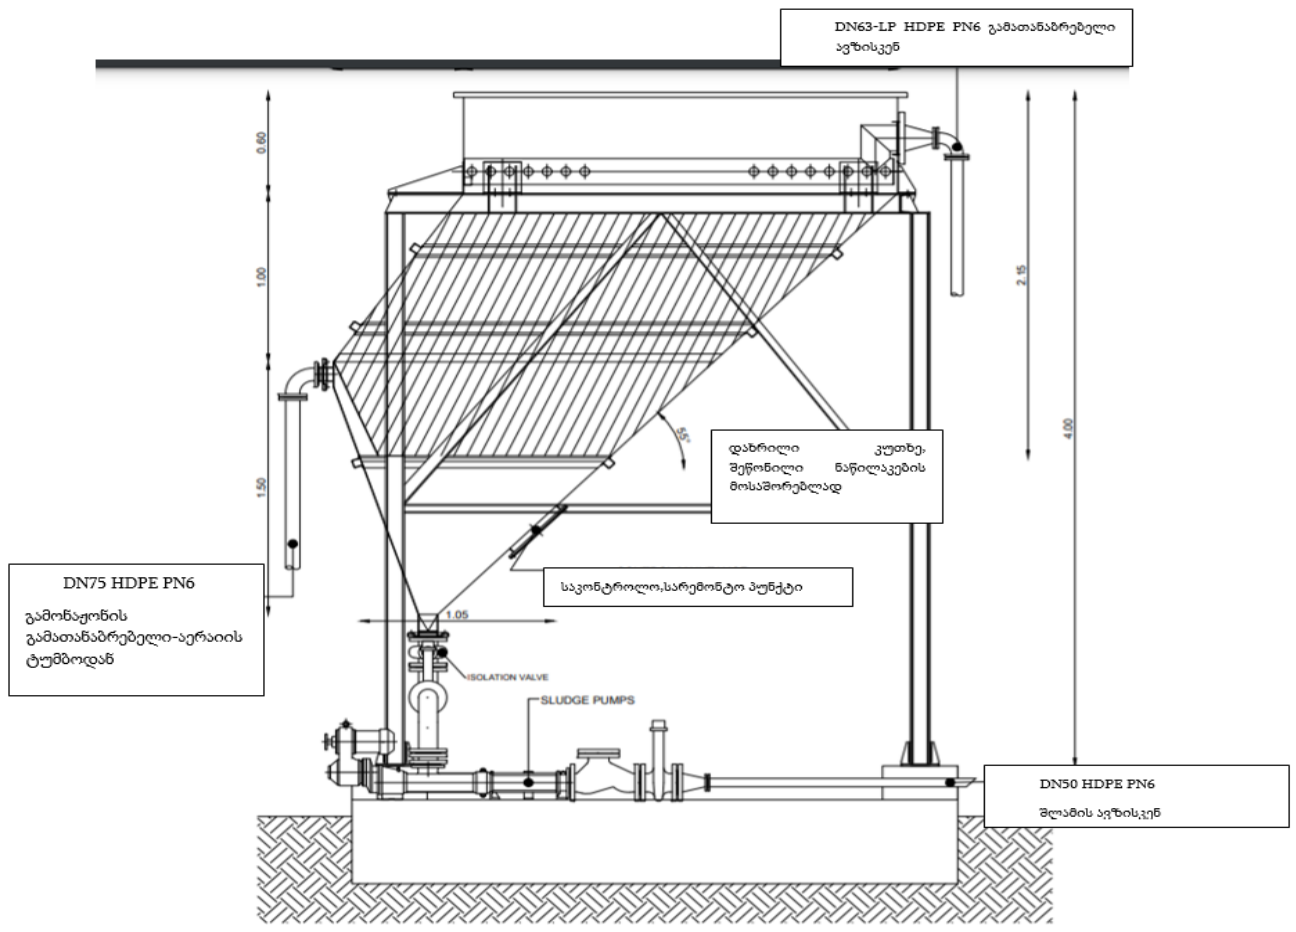 DN63-LP HDPE PN6 გამათანაბრებელი
ავზისკენ
0.60
1.00
2.15
4.00
55°
დახრილი კუთხე,
შეწონილი ნაწილაკების
მოსაშორებლად
1.50
DN75 HDPE PN6
გამონაჟონის
გამათანაბრებელი-აერაიის
ტუმბოდან
საკონტროლო,სარემონტო პუნქტი
1.05
ISOLATION VALVE
SLUDGE PUMPS
DN50 HDPE PN6
შლამის ავზისკენ